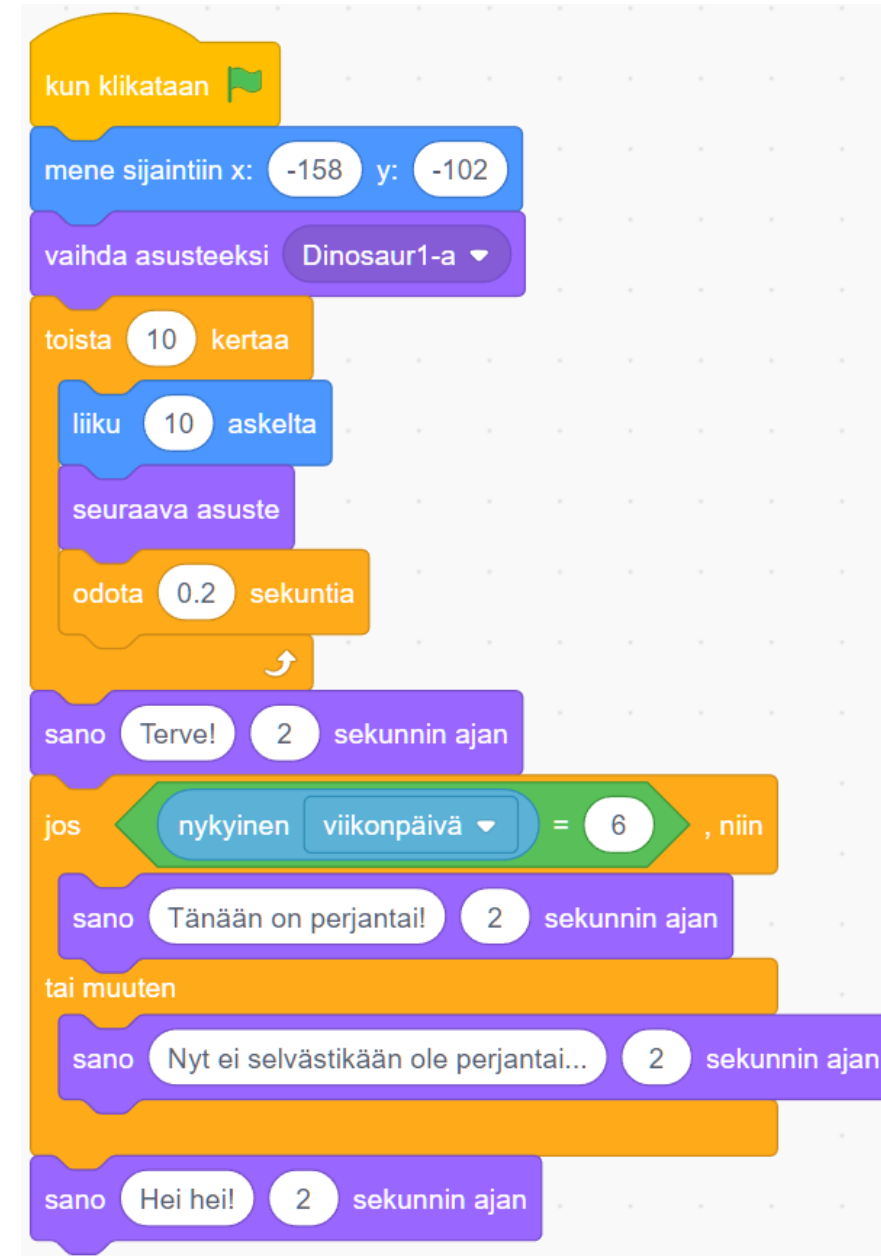 kun klikataan
mene sijaintiin x: -158 y: -102
vaihda asusteeksi Dinosaur1-a
toista 10 kertaa
liiku 10 askelta
seuraava asuste
odota 0.2 sekuntia
sano Terve! 2 sekunnin ajan
jos nykyinen viikonpäivä = 6 , niin
sano Tänään on perjantai! 2 sekunnin ajan
tai muuten
sano Nyt ei selvästikään ole perjantai... 2 sekunnin ajan
sano Hei hei! 2 sekunnin ajan